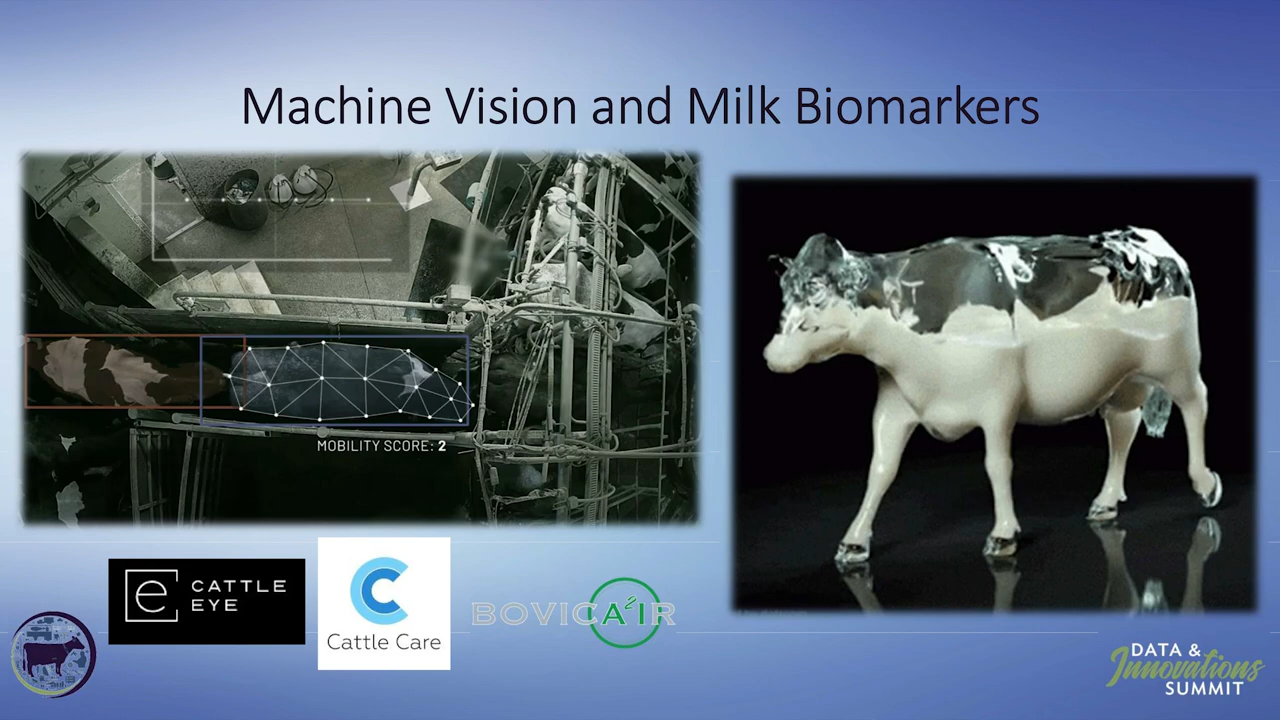 Machine Vision and Milk Biomarkers
MOBILITY SCORE: 2
CATTLE
EYE
Cattle Care
BOVICA²IR
DATA &
Innovations
SUMMIT